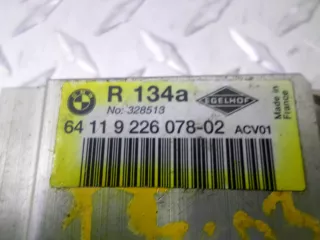 R 134a
No: 328513
EGELHOF
Made in
France
64 11 9 226 078-02 ACV01